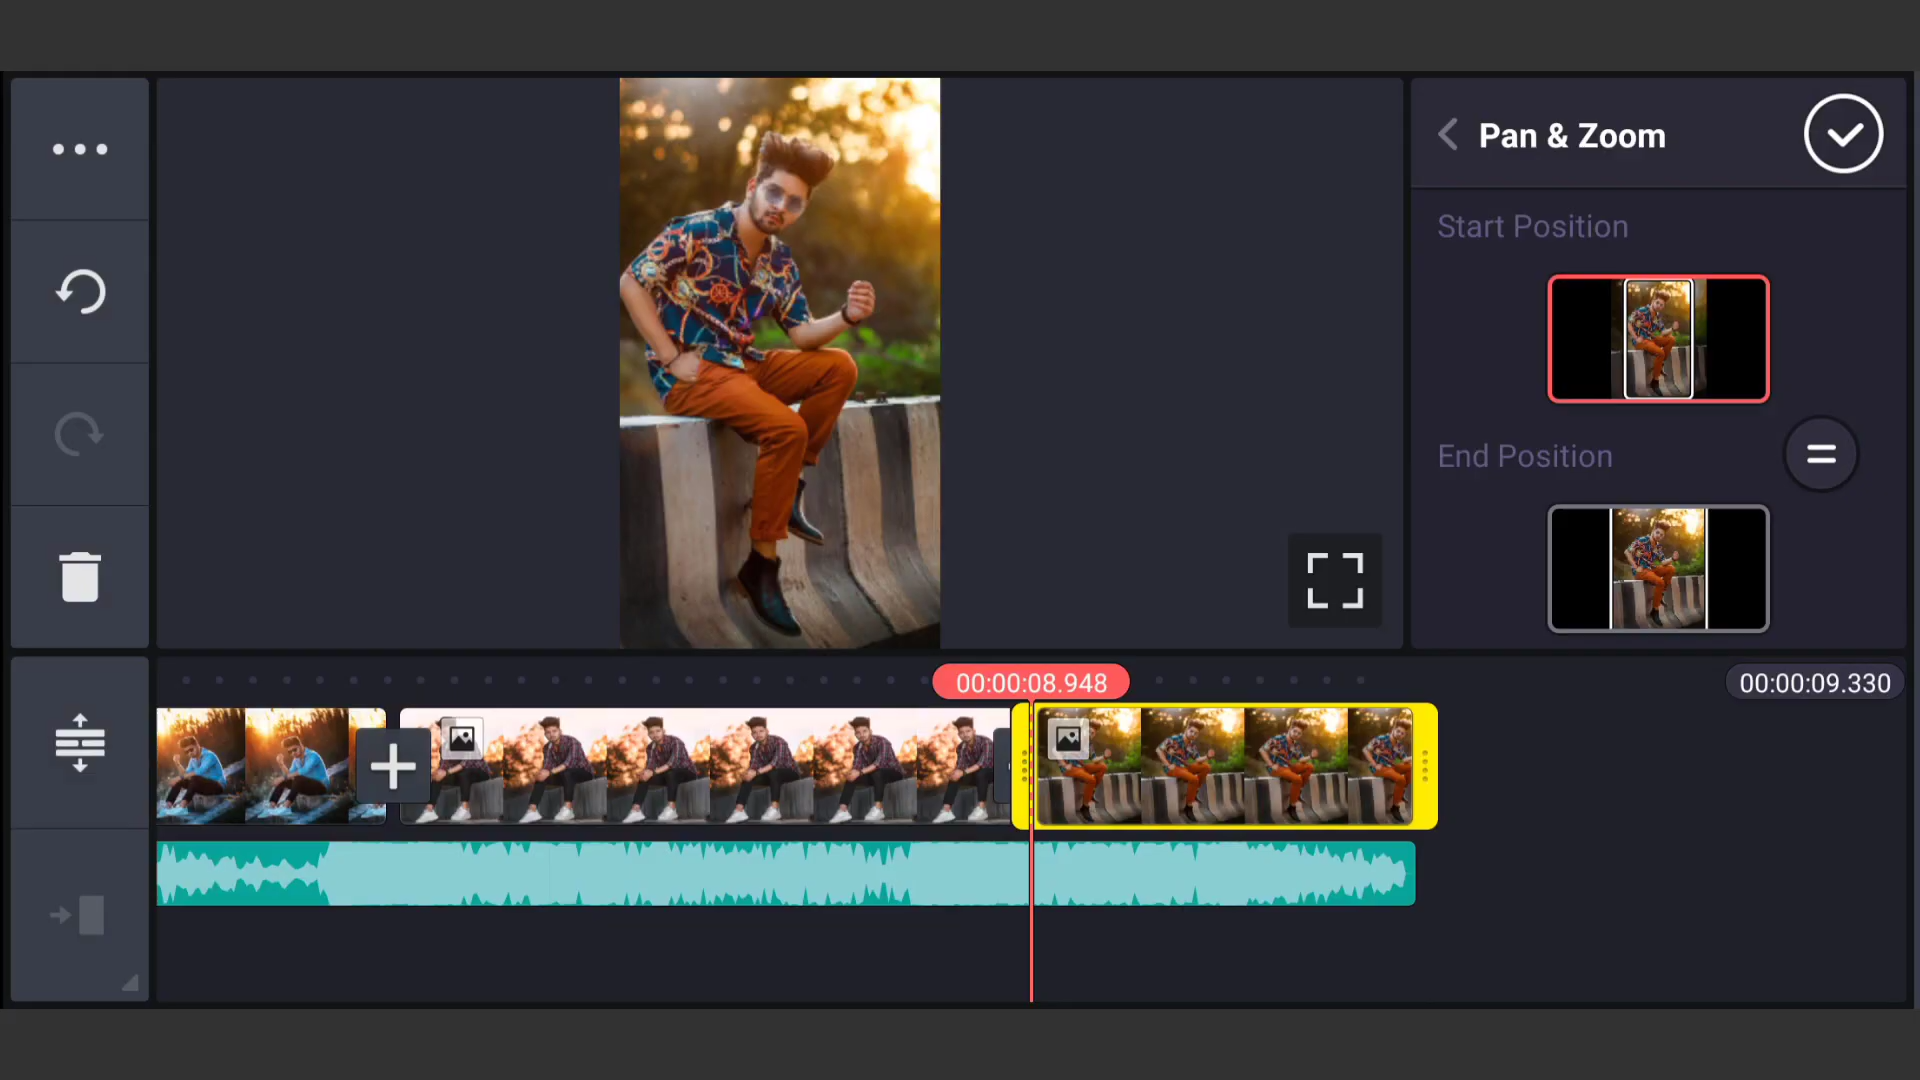 Pan & Zoom
Start Position
End Position
00:00:08.948
00:00:09.330